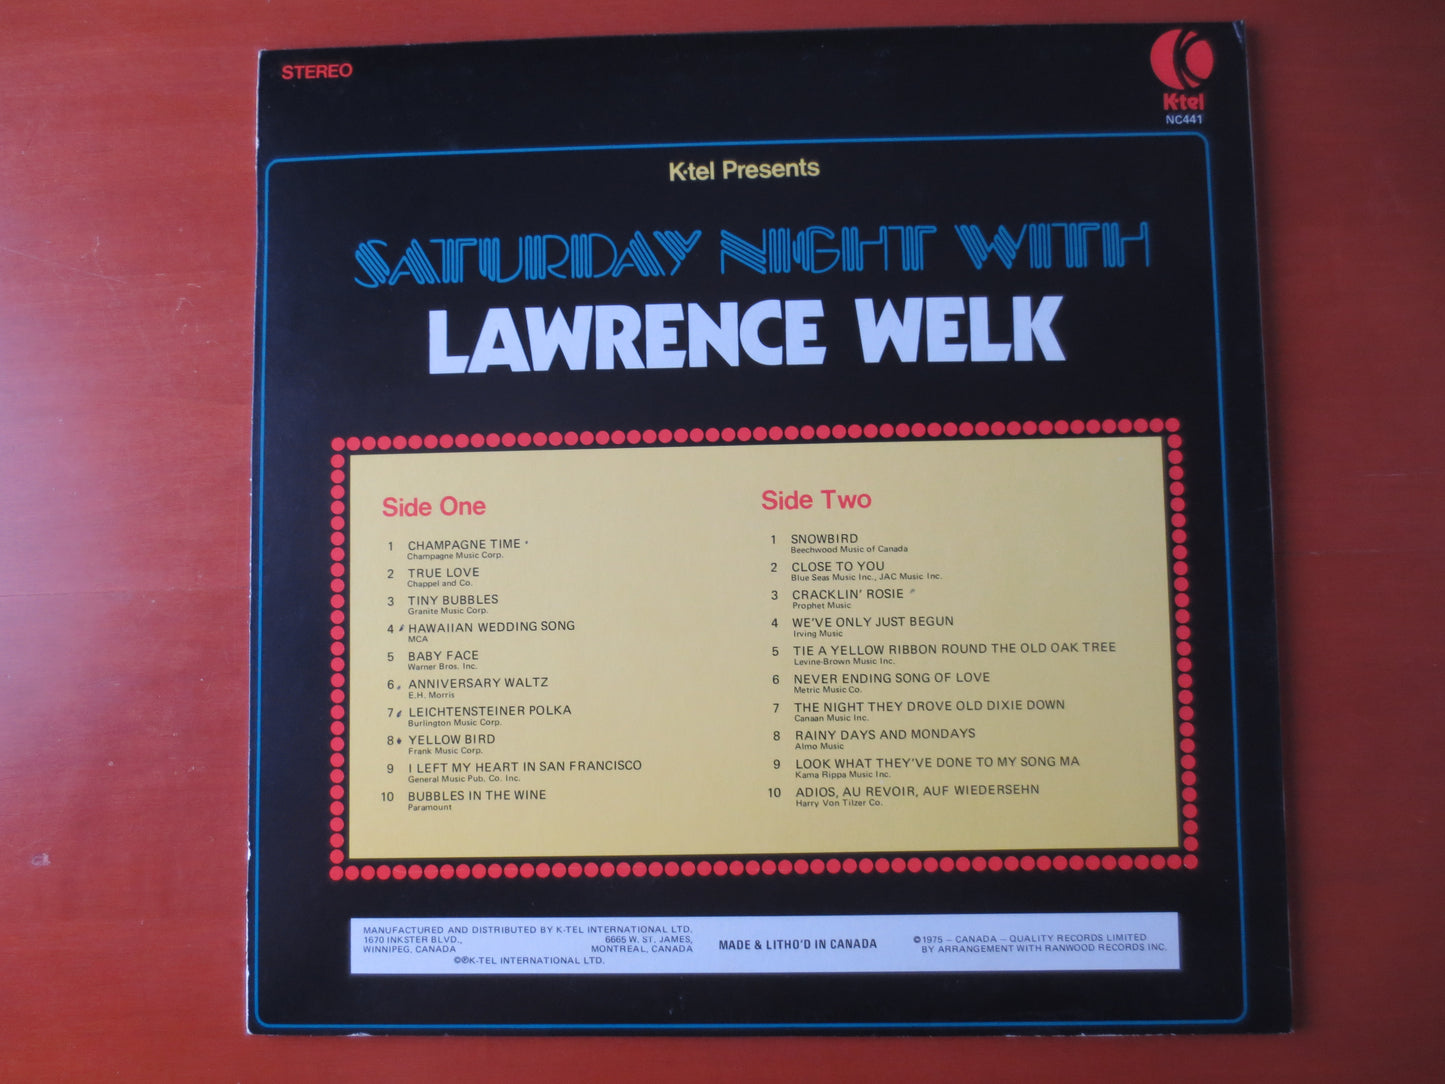 STEREO
K-tel
NC441
K-tel Presents
SATURDAY NIGHT WITH
LAWRENCE WELK
Side One
1 CHAMPAGNE TIME
Champagne Music Corp.
2 TRUE LOVE
Chappel and Co.
3 TINY BUBBLES
Granite Music Corp.
4 HAWAIIAN WEDDING SONG
MCA
5 BABY FACE
Warner Bros. Inc.
6 ANNIVERSARY WALTZ
E.H. Morris
7 LEICHTENSTEINER POLKA
Burlington Music Corp.
8 YELLOW BIRD
Frank Music Corp.
9 I LEFT MY HEART IN SAN FRANCISCO
General Music Pub. Co. Inc.
10 BUBBLES IN THE WINE
Paramount
Side Two
1 SNOWBIRD
Beechwood Music of Canada
2 CLOSE TO YOU
Blue Seas Music Inc., JAC Music Inc.
3 CRACKLIN' ROSIE
Prophet Music
4 WE'VE ONLY JUST BEGUN
Irving Music
5 TIE A YELLOW RIBBON ROUND THE OLD OAK TREE
Levine-Brown Music Inc.
6 NEVER ENDING SONG OF LOVE
Metric Music Co.
7 THE NIGHT THEY DROVE OLD DIXIE DOWN
Canaan Music Inc.
8 RAINY DAYS AND MONDAYS
Almo Music
9 LOOK WHAT THEY'VE DONE TO MY SONG MA
Kama Rippa Music Inc.
10 ADIOS, AU REVOIR, AUF WIEDERSEHN
Harry Von Tilzer Co.
MANUFACTURED AND DISTRIBUTED BY K-TEL INTERNATIONAL LTD.
1670 INKSTER BLVD., 6665 W. ST. JAMES,
WINNIPEG, CANADA MONTREAL, CANADA
©℗K-TEL INTERNATIONAL LTD.
MADE & LITHO'D IN CANADA
©1975 – CANADA – QUALITY RECORDS LIMITED
BY ARRANGEMENT WITH RANWOOD RECORDS INC.